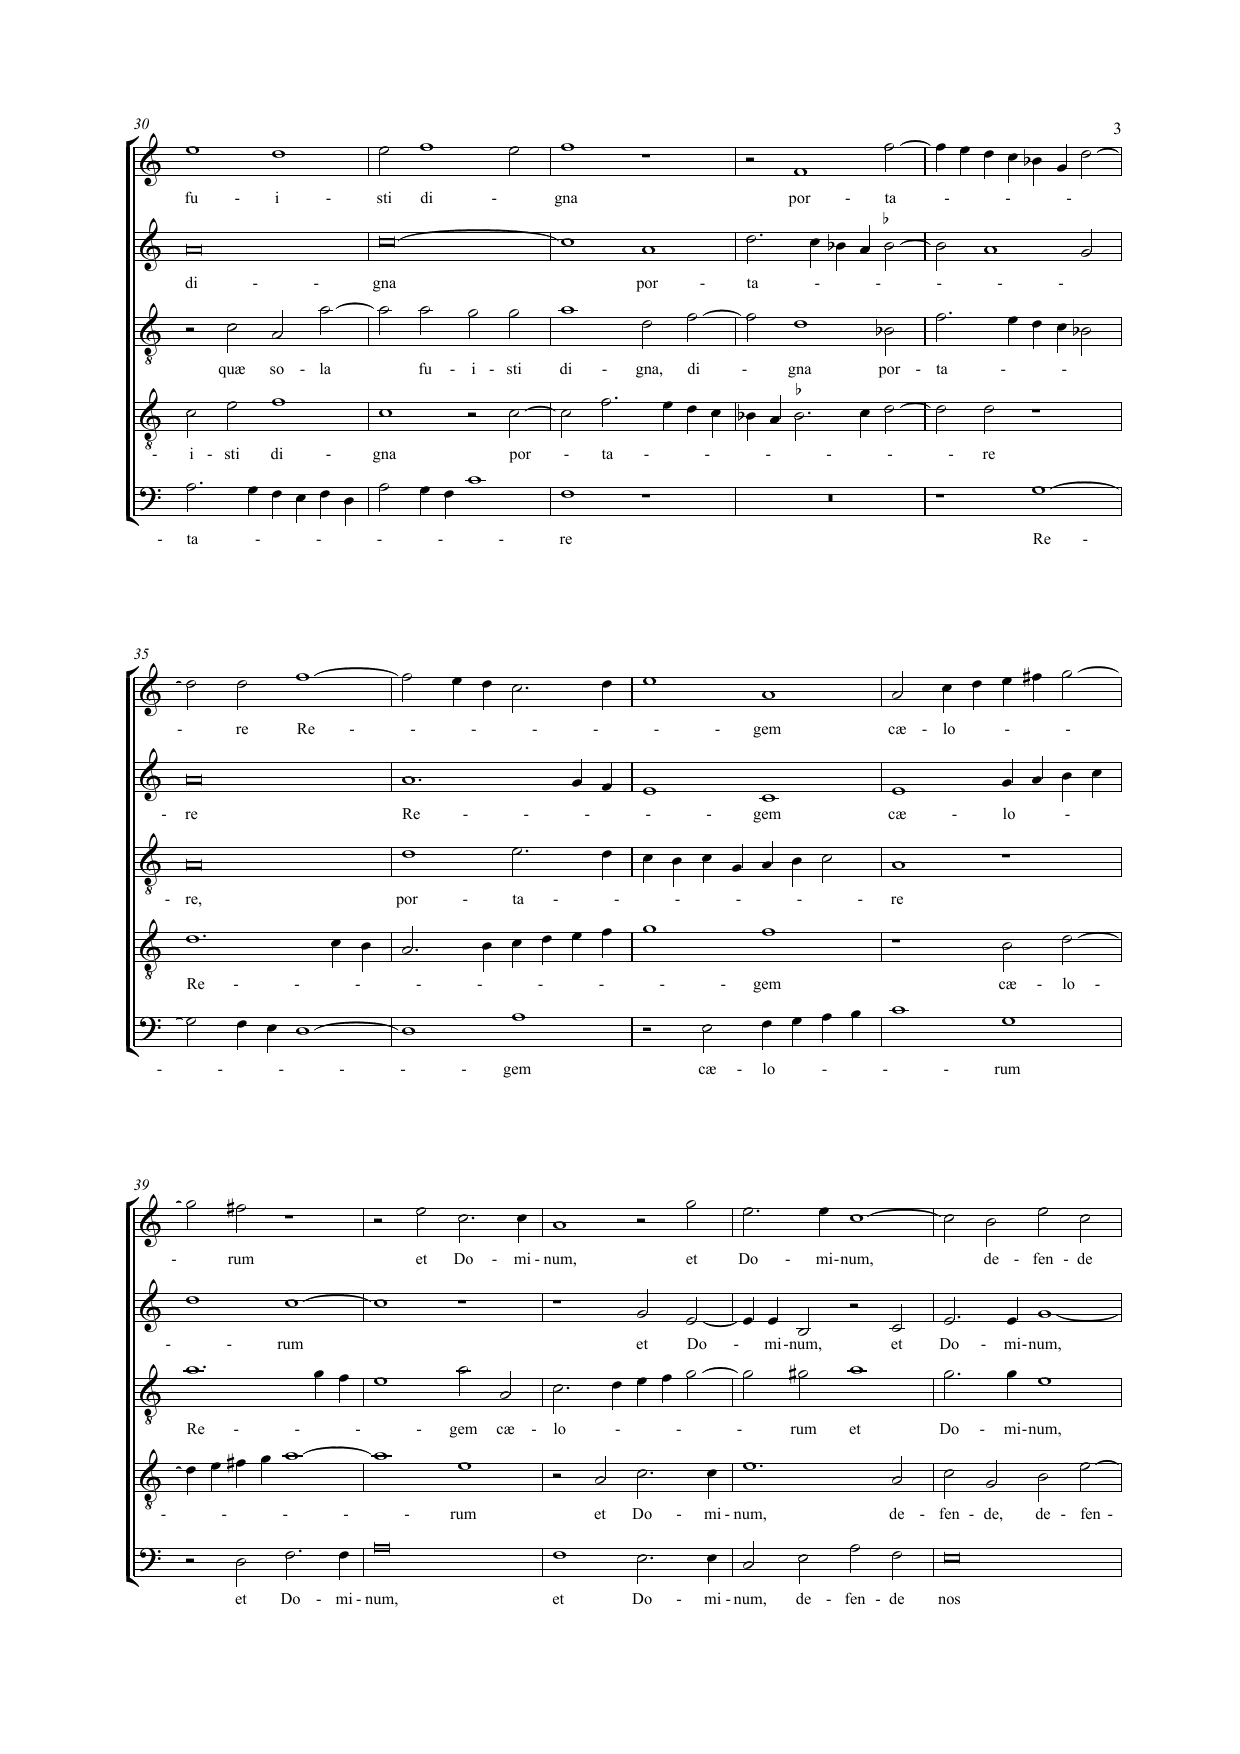 30
3
fu - i - sti di - gna por - ta - - - -
di - - gna por - ta - - - - - -
quæ so - la fu - i - sti di - gna, di - gna por - ta - - -
- i - sti di - gna por - ta - - - - - - re
- ta - - - - - re Re -
35
- re Re - - - - - - - gem cæ - lo - - -
- re Re - - - - - gem cæ - lo - -
- re, por - ta - - - - - - re
Re - - - - - - - - - gem cæ - lo -
- - - - - - gem cæ - lo - - - rum
39
- rum et Do - mi - num, et Do - mi - num, de - fen - de
- - rum et Do - mi - num, et Do - mi - num,
Re - - - - gem cæ - lo - - - - rum et Do - mi - num,
- - - - - rum et Do - mi - num, de - fen - de, de - fen -
et Do - mi - num, et Do - mi - num, de - fen - de nos